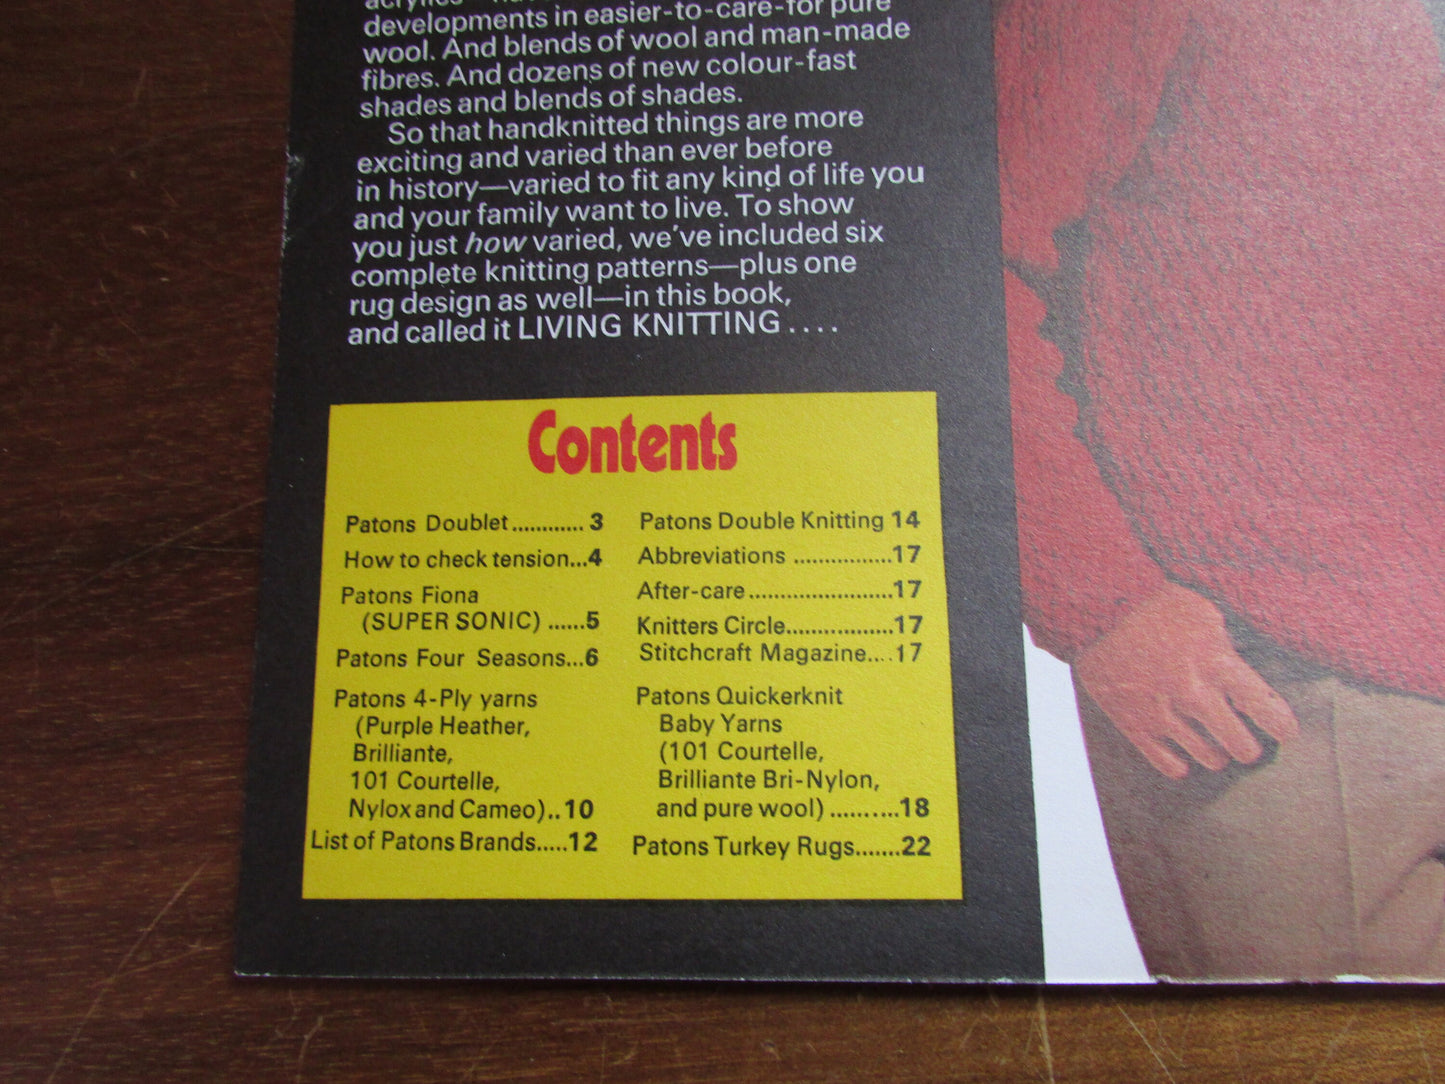 developments in easier-to-care-for pure
wool. And blends of wool and man-made
fibres. And dozens of new colour-fast
shades and blends of shades.
So that handknitted things are more
exciting and varied than ever before
in history—varied to fit any kind of life you
and your family want to live. To show
you just how varied, we've included six
complete knitting patterns—plus one
rug design as well—in this book,
and called it LIVING KNITTING....
Contents
Patons Doublet............ 3
How to check tension...4
Patons Fiona
(SUPER SONIC) ......5
Patons Four Seasons...6
Patons 4-Ply yarns
(Purple Heather,
Brilliante,
101 Courtelle,
Nylox and Cameo)..10
List of Patons Brands.....12
Patons Double Knitting 14
Abbreviations ................17
After-care.......................17
Knitters Circle.................17
Stitchcraft Magazine....17
Patons Quickerknit
Baby Yarns
(101 Courtelle,
Brilliante Bri-Nylon,
and pure wool) ..........18
Patons Turkey Rugs.......22